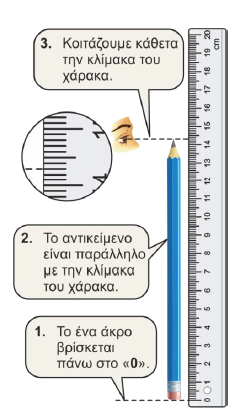 3. Κοιτάζουμε κάθετα
την κλίμακα του
χάρακα.
2. Το αντικείμενο
είναι παράλληλο
με την κλίμακα
του χάρακα.
1. Το ένα άκρο
βρίσκεται
πάνω στο «0».
0 1 2 3 4 5 6 7 8 9 10 11 12 13 14 15 16 17 18 19 20
cm